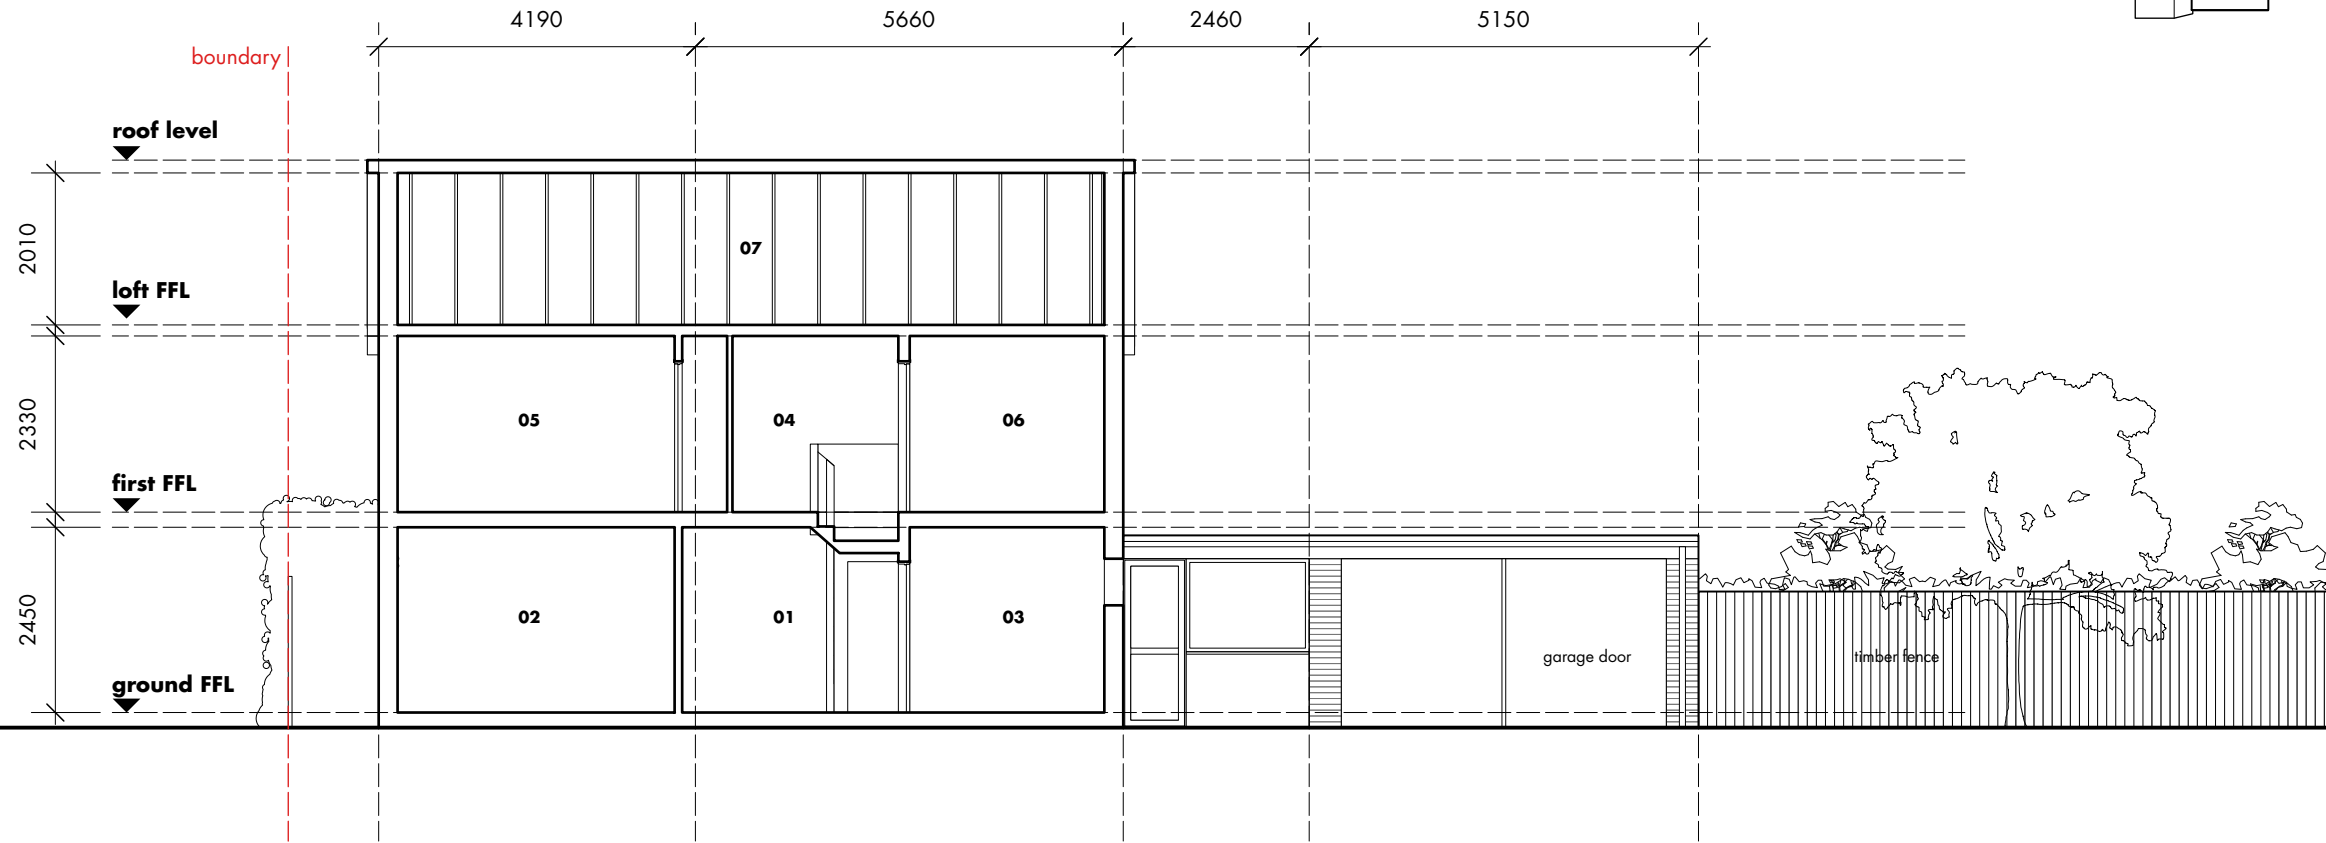 4190 5660 2460 5150
boundary
roof level
2010
07
loft FFL
2330
05 04 06
first FFL
2450
02 01 03
garage door timber fence
ground FFL